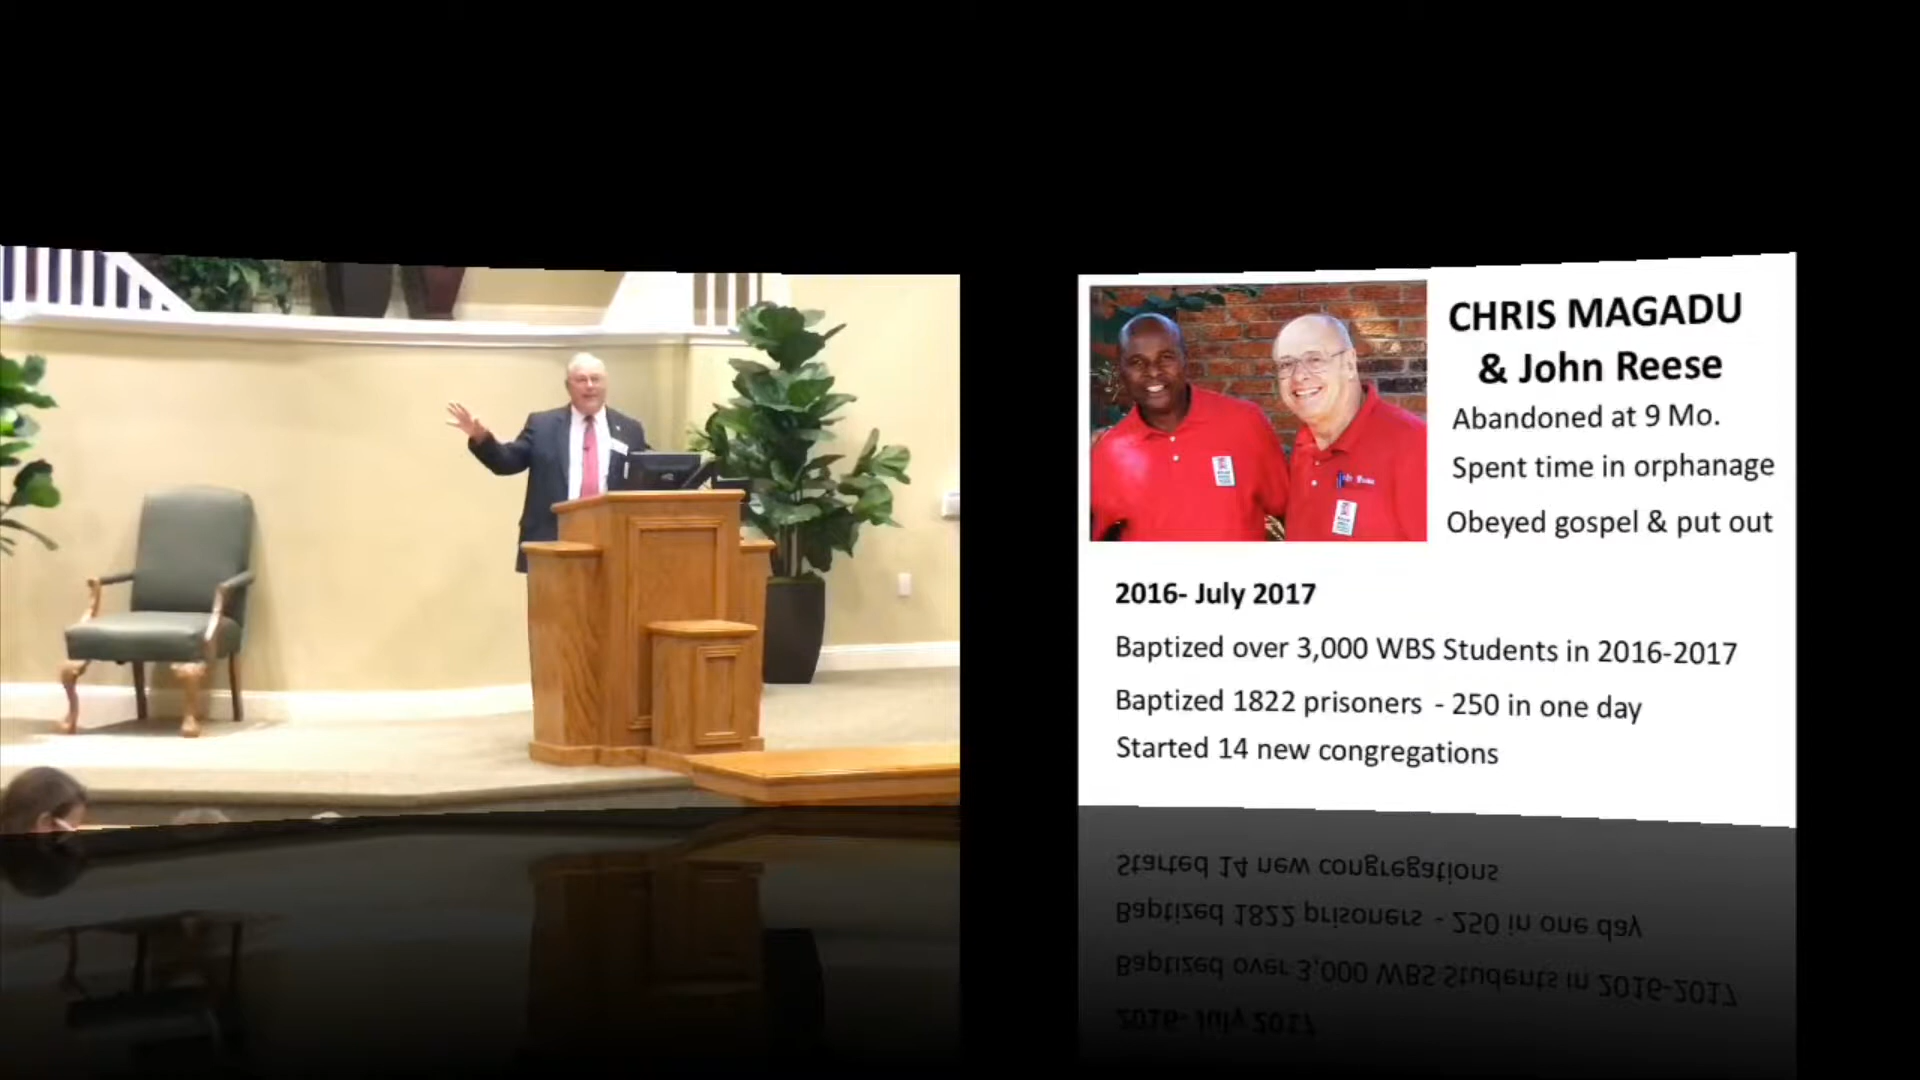 CHRIS MAGADU
& John Reese
Abandoned at 9 Mo.
Spent time in orphanage
Obeyed gospel & put out
2016- July 2017
Baptized over 3,000 WBS Students in 2016-2017
Baptized 1822 prisoners - 250 in one day
Started 14 new congregations